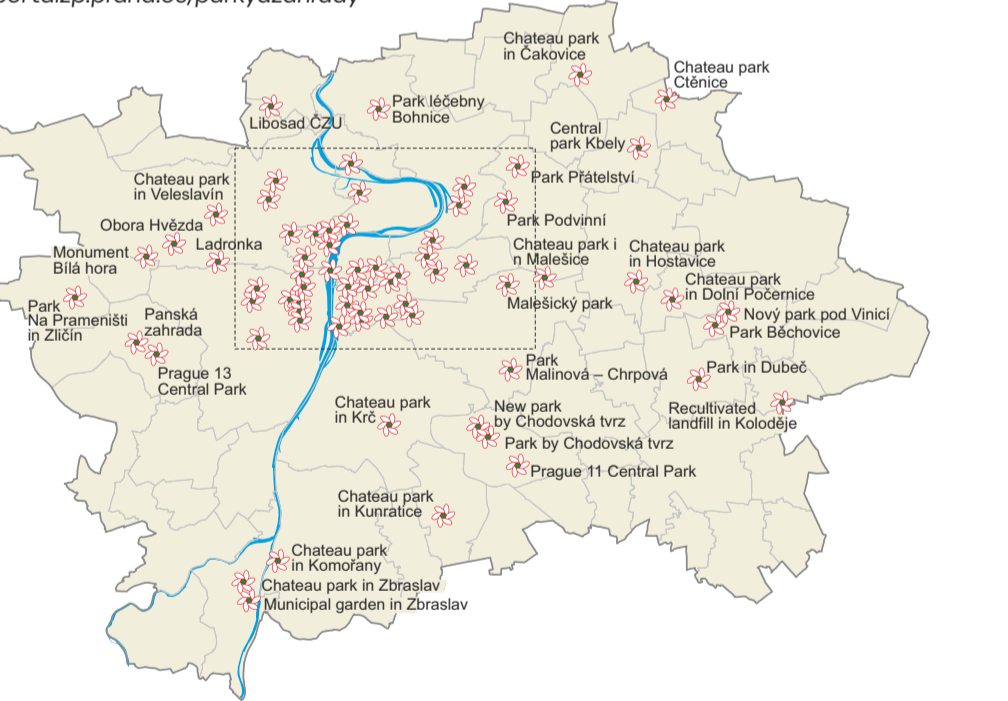 portalzp.praha.eu/parkyazahrady
Chateau park
in Čakovice
Chateau park
Ctěnice
Park léčebny
Bohnice
Libosad ČZU
Central
park Kbely
Chateau park
in Veleslavín
Park Přátelství
Obora Hvězda
Park Podvinní
Monument
Bílá hora
Ladronka
Chateau park i
n Malešice
Chateau park
in Hostavice
Chateau park
in Dolní Počernice
Park
Na Prameništi
in Zličín
Panská
zahrada
Malešický park
Nový park pod Vinicí
Park Běchovice
Prague 13
Central Park
Park
Malinová – Chrpová
Park in Dubeč
Chateau park
in Krč
New park
by Chodovská tvrz
Recultivated
landfill in Koloděje
Park by Chodovská tvrz
Prague 11 Central Park
Chateau park
in Kunratice
Chateau park
in Komořany
Chateau park in Zbraslav
Municipal garden in Zbraslav